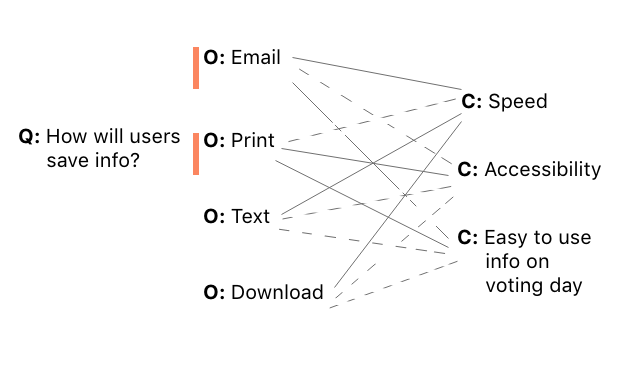 Q: How will users
save info?
O: Email
O: Print
O: Text
O: Download
C: Speed
C: Accessibility
C: Easy to use
info on
voting day